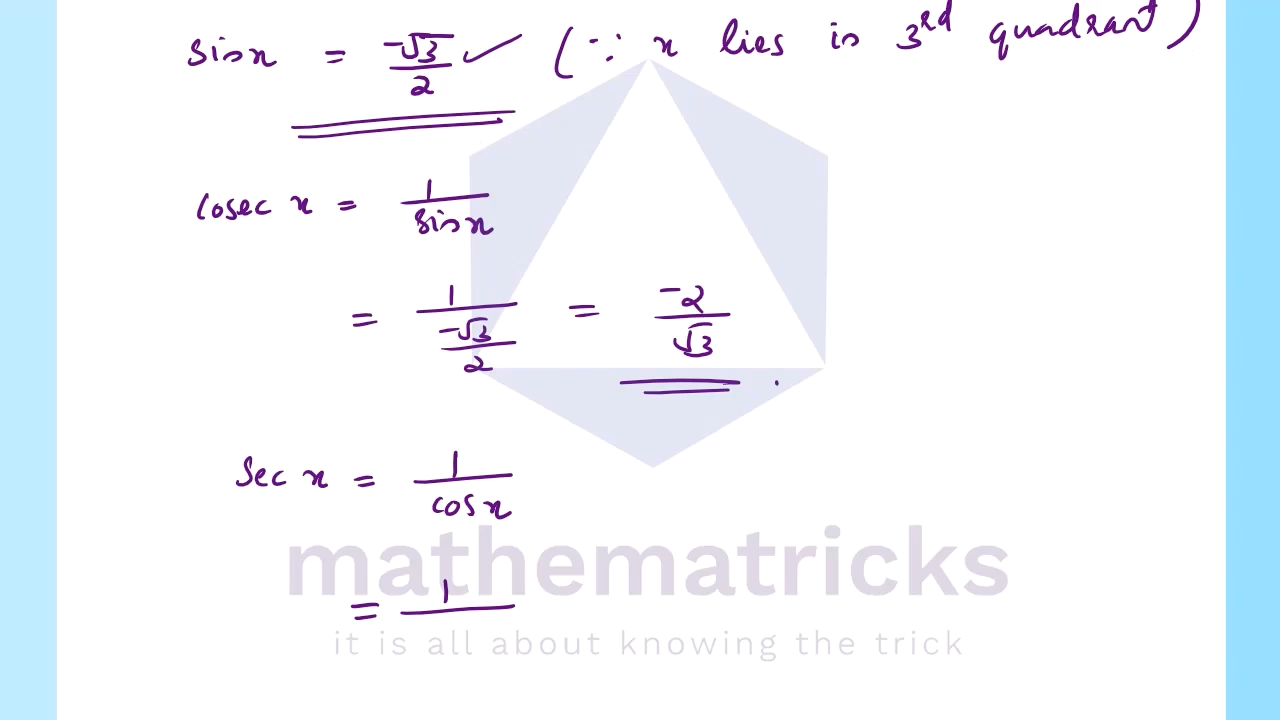 sin x = -√3/2 ✓ (∵ x lies in 3rd quadrant)
cosec x = 1/sin x
= 1/(-√3/2) = -2/√3
sec x = 1/cos x
mathematricks
= 1/
it is all about knowing the trick